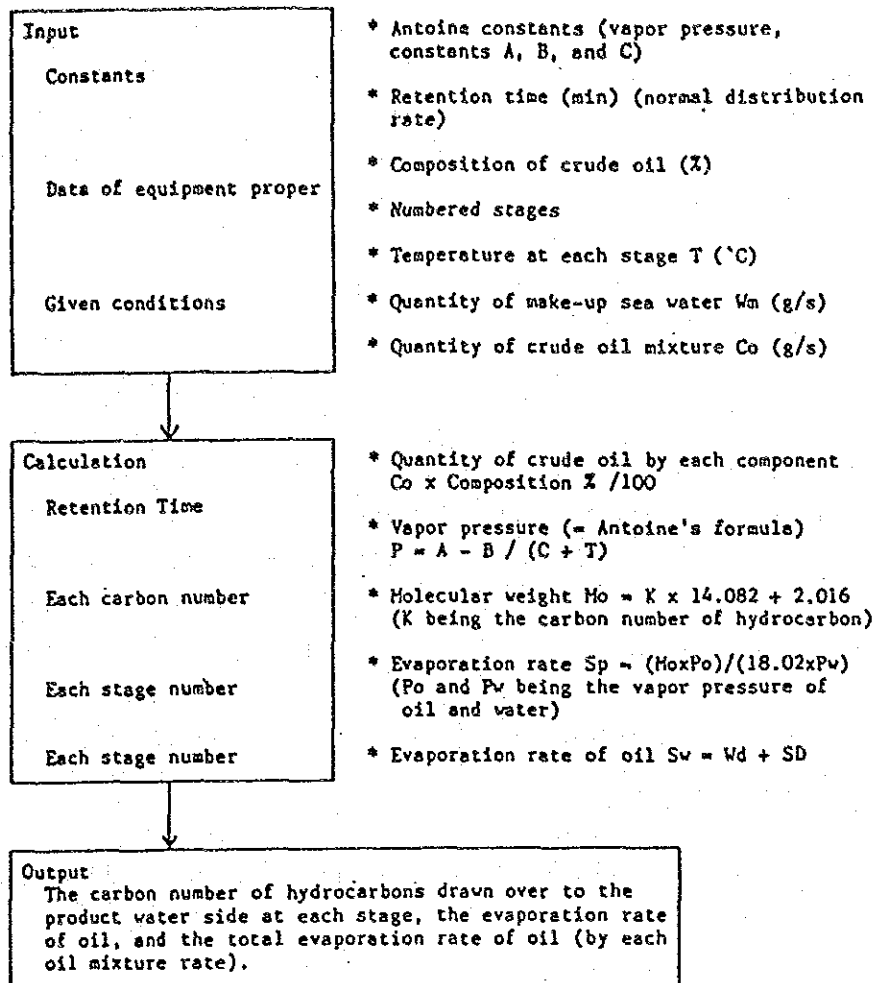 Input
* Antoine constants (vapor pressure,
constants A, B, and C)
Constants
* Retention time (min) (normal distribution
rate)
* Composition of crude oil (%)
Data of equipment proper
* Numbered stages
* Temperature at each stage T (`C)
Given conditions
* Quantity of make-up sea water Wm (g/s)
* Quantity of crude oil mixture Co (g/s)
Calculation
* Quantity of crude oil by each component
Co x Composition % /100
Retention Time
* Vapor pressure (= Antoine's formula)
P = A - B / (C + T)
Each carbon number
* Molecular weight Mo = K x 14.082 + 2.016
(K being the carbon number of hydrocarbon)
Each stage number
* Evaporation rate Sp = (MoxPo)/(18.02xPw)
(Po and Pw being the vapor pressure of
oil and water)
Each stage number
* Evaporation rate of oil Sw = Wd + SD
Output
The carbon number of hydrocarbons drawn over to the
product water side at each stage, the evaporation rate
of oil, and the total evaporation rate of oil (by each
oil mixture rate).